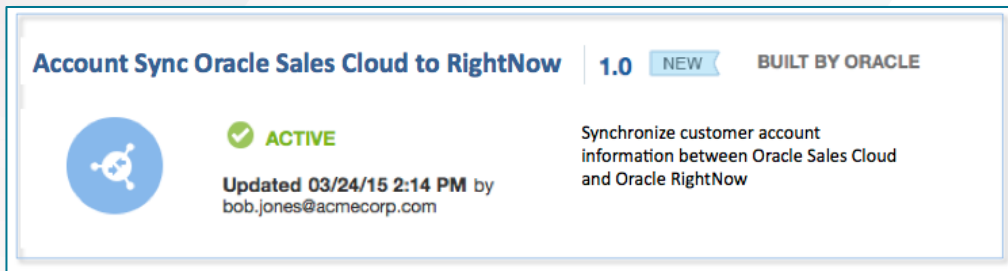 Account Sync Oracle Sales Cloud to RightNow 1.0 NEW BUILT BY ORACLE
ACTIVE
Updated 03/24/15 2:14 PM by
bob.jones@acmecorp.com
Synchronize customer account
information between Oracle Sales Cloud
and Oracle RightNow